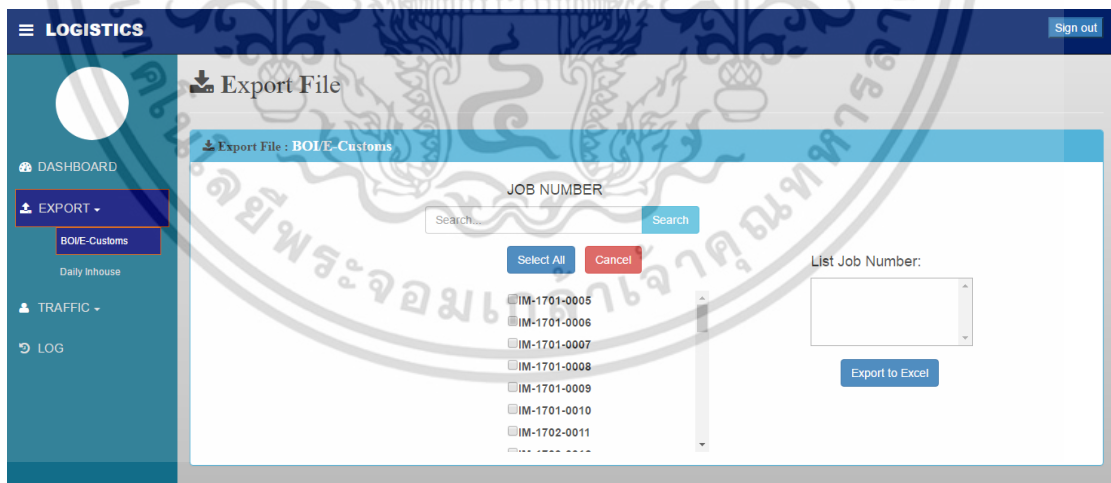 LOGISTICS
Sign out
Export File
Export File : BOI/E-Customs
DASHBOARD
EXPORT
BOI/E-Customs
Daily Inhouse
TRAFFIC
LOG
JOB NUMBER
Search...
Search
Select All
Cancel
IM-1701-0005
IM-1701-0006
IM-1701-0007
IM-1701-0008
IM-1701-0009
IM-1701-0010
IM-1702-0011
List Job Number:
Export to Excel